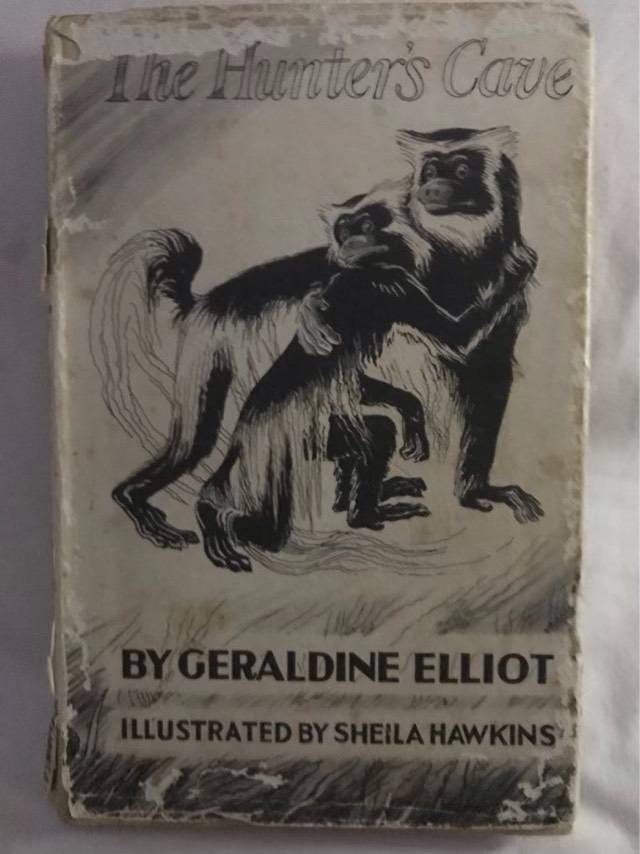 The Hunter's Cave
BY GERALDINE ELLIOT
ILLUSTRATED BY SHEILA HAWKINS